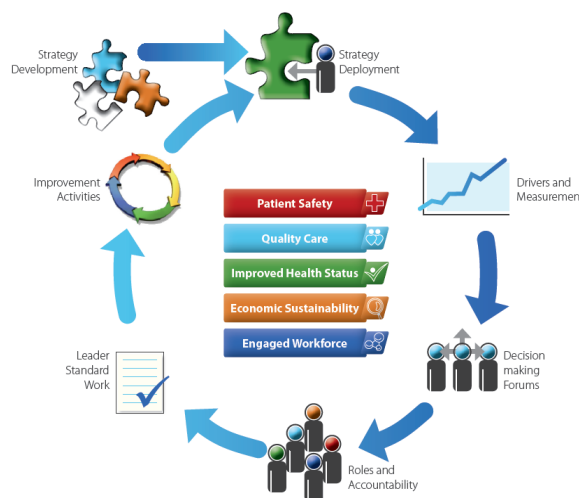 Strategy
Development
Strategy
Deployment
Improvement
Activities
Drivers and
Measuremen
Patient Safety
Quality Care
Improved Health Status
Economic Sustainability
Engaged Workforce
Leader
Standard
Work
Decision
making
Forums
Roles and
Accountability